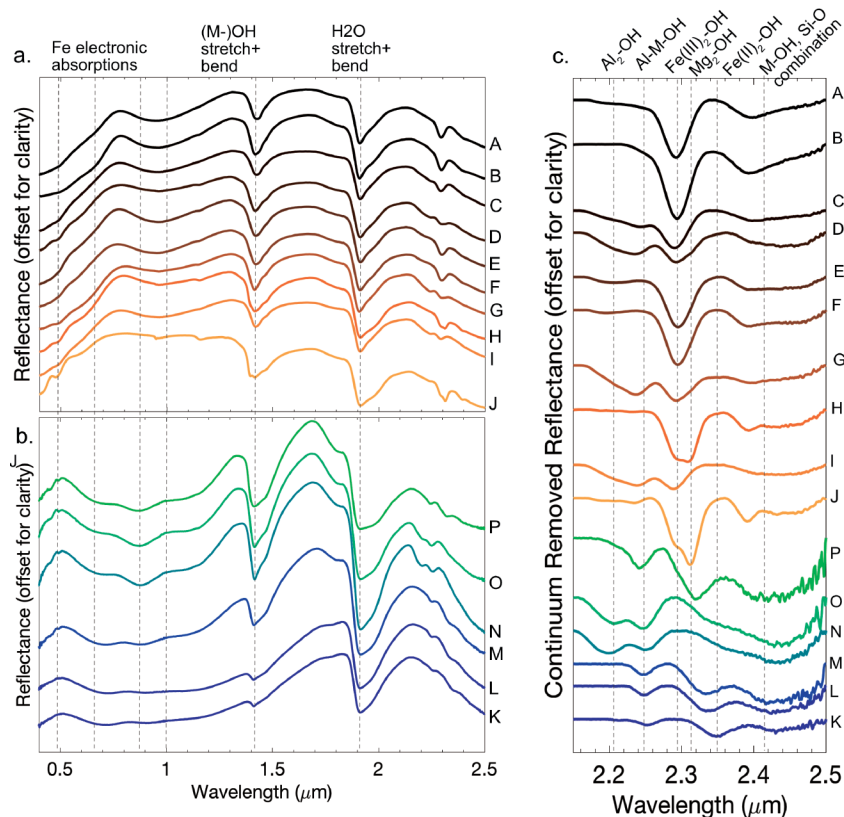 a.
Fe electronic
absorptions
(M-)OH
stretch+
bend
H2O
stretch+
bend
Reflectance (offset for clarity)
A
B
C
D
E
F
G
H
I
J
b.
Reflectance (offset for clarity)
P
O
N
M
L
K
0.5
1
1.5
2
2.5
Wavelength (μm)
c.
Al2-OH
Al-M-OH
Fe(III)2-OH
Mg2-OH
Fe(II)2-OH
M-OH, Si-O
combination
Continuum Removed Reflectance (offset for clarity)
A
B
C
D
E
F
G
H
I
J
P
O
N
M
L
K
2.2
2.3
2.4
2.5
Wavelength (μm)